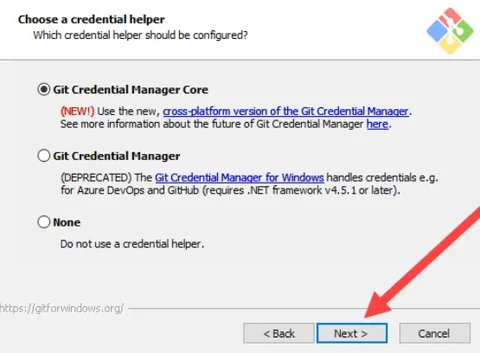 Choose a credential helper
Which credential helper should be configured?
Git Credential Manager Core
(NEW!) Use the new, cross-platform version of the Git Credential Manager.
See more information about the future of Git Credential Manager here.
Git Credential Manager
(DEPRECATED) The Git Credential Manager for Windows handles credentials e.g.
for Azure DevOps and GitHub (requires .NET framework v4.5.1 or later).
None
Do not use a credential helper.
https://gitforwindows.org/
< Back Next > Cancel